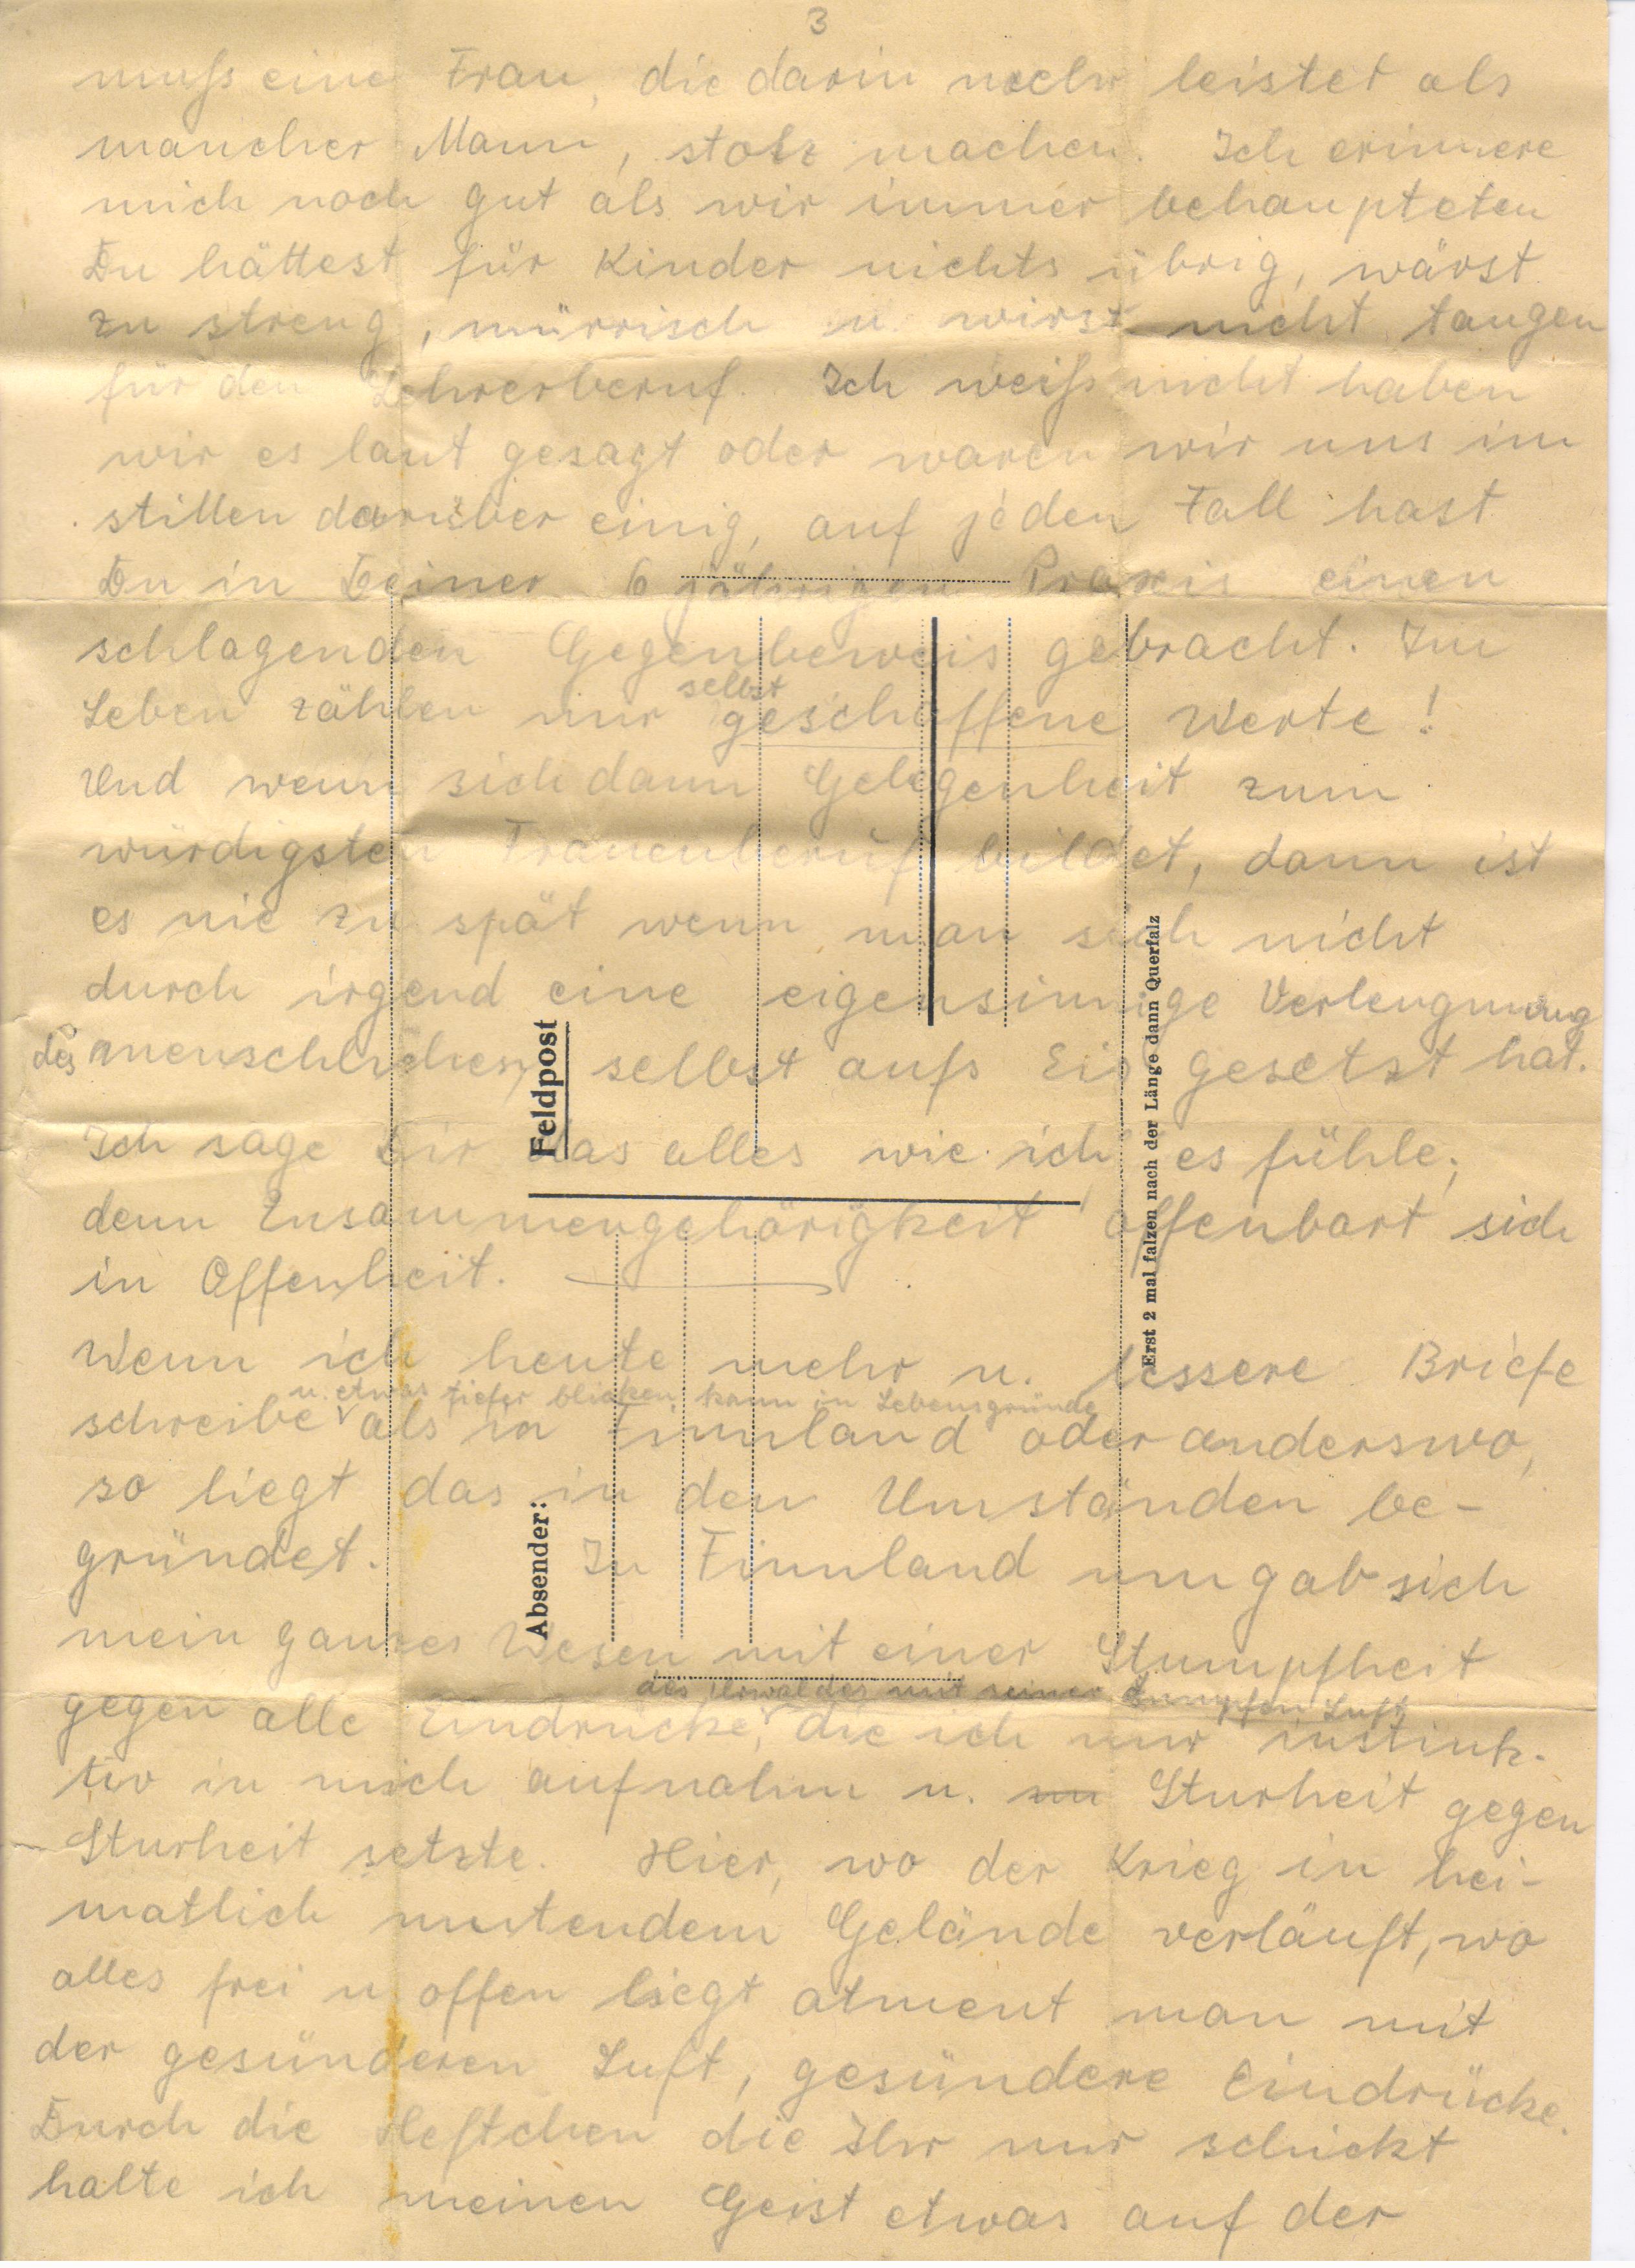 3
muss eine Frau, die darin mehr leistet als
mancher Mann, stolz machen. Ich erinnere
mich noch gut als wir immer behaupteten
Du hättest für Kinder nichts übrig, wärst
zu streng, mürrisch u. wirst nicht taugen
für den Lehrerberuf. Ich weiss nicht haben
wir es laut gesagt oder waren wir uns im
stillen darüber einig, auf jeden Fall hast
Du in Deiner 6 jährigen Praxis einen
schlagenden Gegenbeweis gebracht. Im
selbst
Leben zählen nur geschaffene Werte!
Und wenn sich dann Gelegenheit zum
würdigsten Frauenberuf bildet, dann ist
es nie zu spät wenn man sich nicht
durch irgend eine eigensinnige Verleugnung
des menschlichen selbst aufs Eis gesetzt hat.
Ich sage Dir das alles wie ich es fühle,
denn Zusammengehörigkeit offenbart sich
in Offenheit.
Wenn ich heute mehr u. bessere Briefe
u. etwas tiefer blicken kann in Lebensgründe
schreibe als in Finnland oder anderswo,
so liegt das in den Umständen be-
gründet. In Finnland umgab sich
mein ganzes Wesen mit einer Stumpfheit
des Urwaldes mit seiner dumpfen Luft
gegen alle Eindrücke, die ich nur instink-
tiv in mich aufnahm u. Sturheit gegen
Sturheit setzte. Hier, wo der Krieg in hei-
matlich mutendem Gelände verläuft, wo
alles frei u offen liegt atment man mit
der gesünderen Luft, gesündere Eindrücke.
Durch die Heftchen die Ihr mir schickt
halte ich meinen Geist etwas auf der
Feldpost
Absender:
Erst 2 mal falzen nach der Länge dann Querfalz